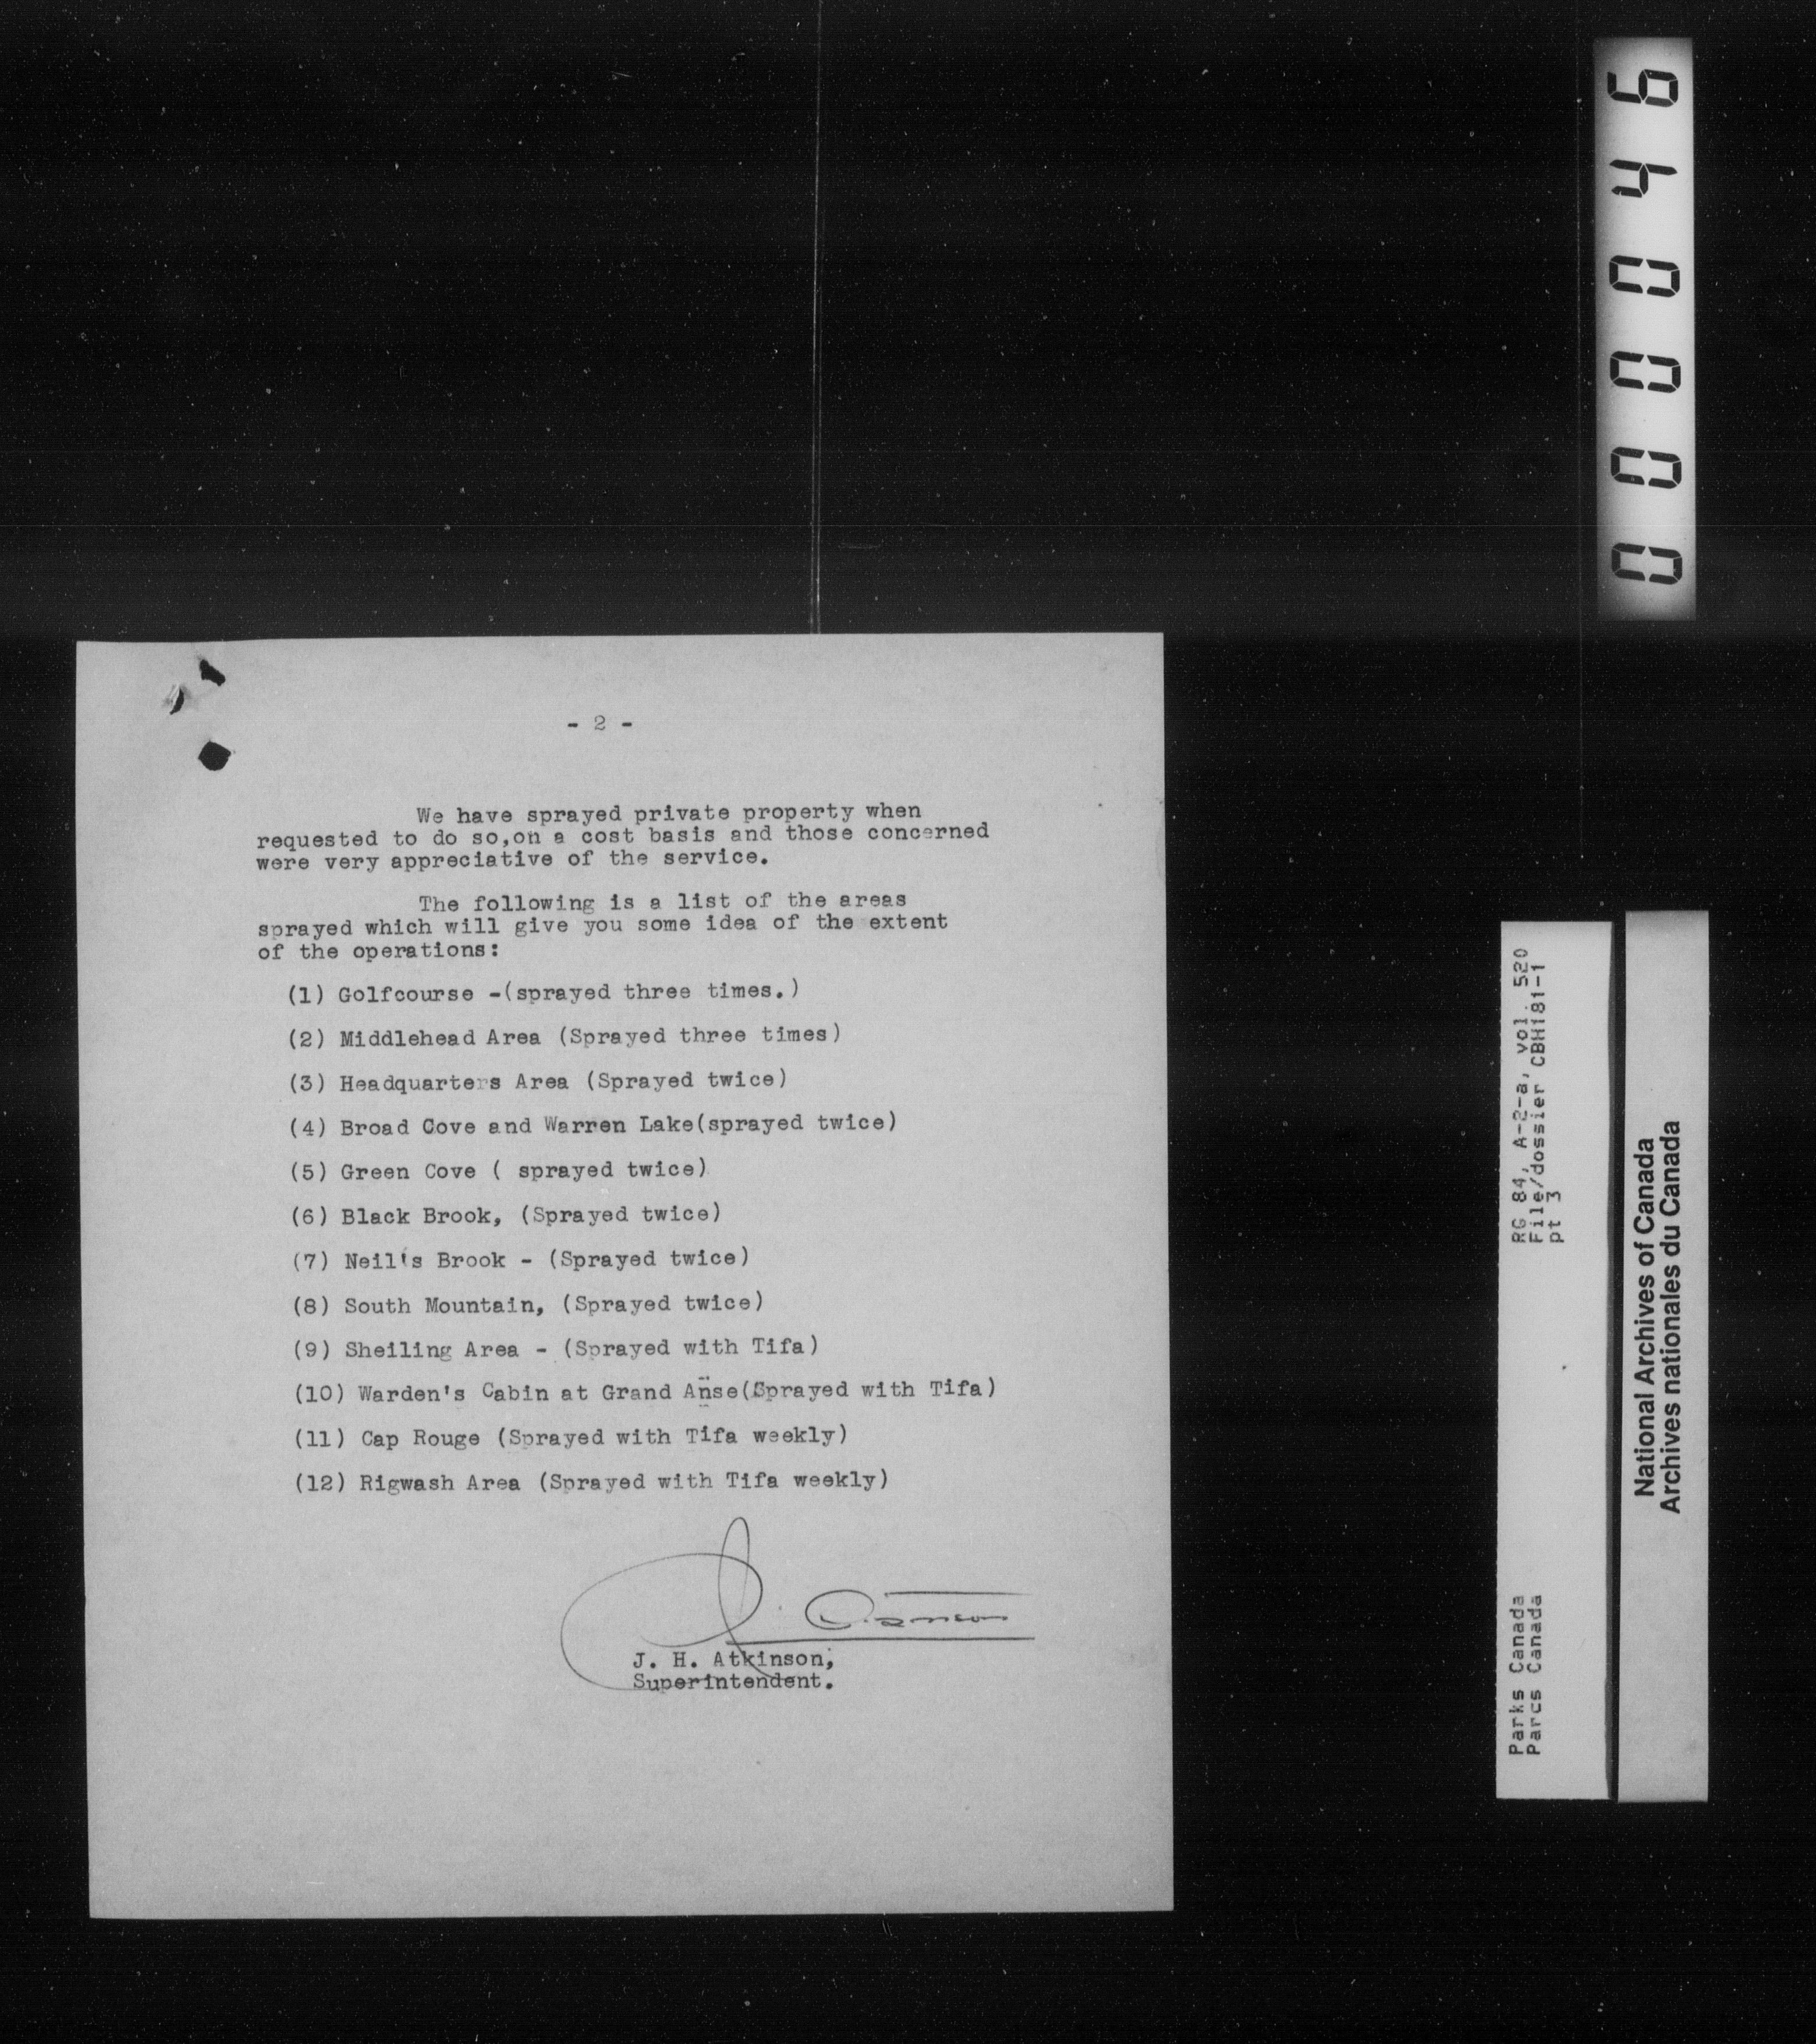 - 2 -
We have sprayed private property when
requested to do so,on a cost basis and those concerned
were very appreciative of the service.
The following is a list of the areas
sprayed which will give you some idea of the extent
of the operations:
(1) Golfcourse -(sprayed three times.)
(2) Middlehead Area (Sprayed three times)
(3) Headquarters Area (Sprayed twice)
(4) Broad Cove and Warren Lake(sprayed twice)
(5) Green Cove ( sprayed twice)
(6) Black Brook, (Sprayed twice)
(7) Neil's Brook - (Sprayed twice)
(8) South Mountain, (Sprayed twice)
(9) Sheiling Area - (Sprayed with Tifa)
(10) Warden's Cabin at Grand Anse(Sprayed with Tifa)
(11) Cap Rouge (Sprayed with Tifa weekly)
(12) Rigwash Area (Sprayed with Tifa weekly)
J. H. Atkinson,
Superintendent.
000046
RG 84, A-2-a, vol. 520
File/dossier CBH181-1
pt 3
Parks Canada
Parcs Canada
National Archives of Canada
Archives nationales du Canada